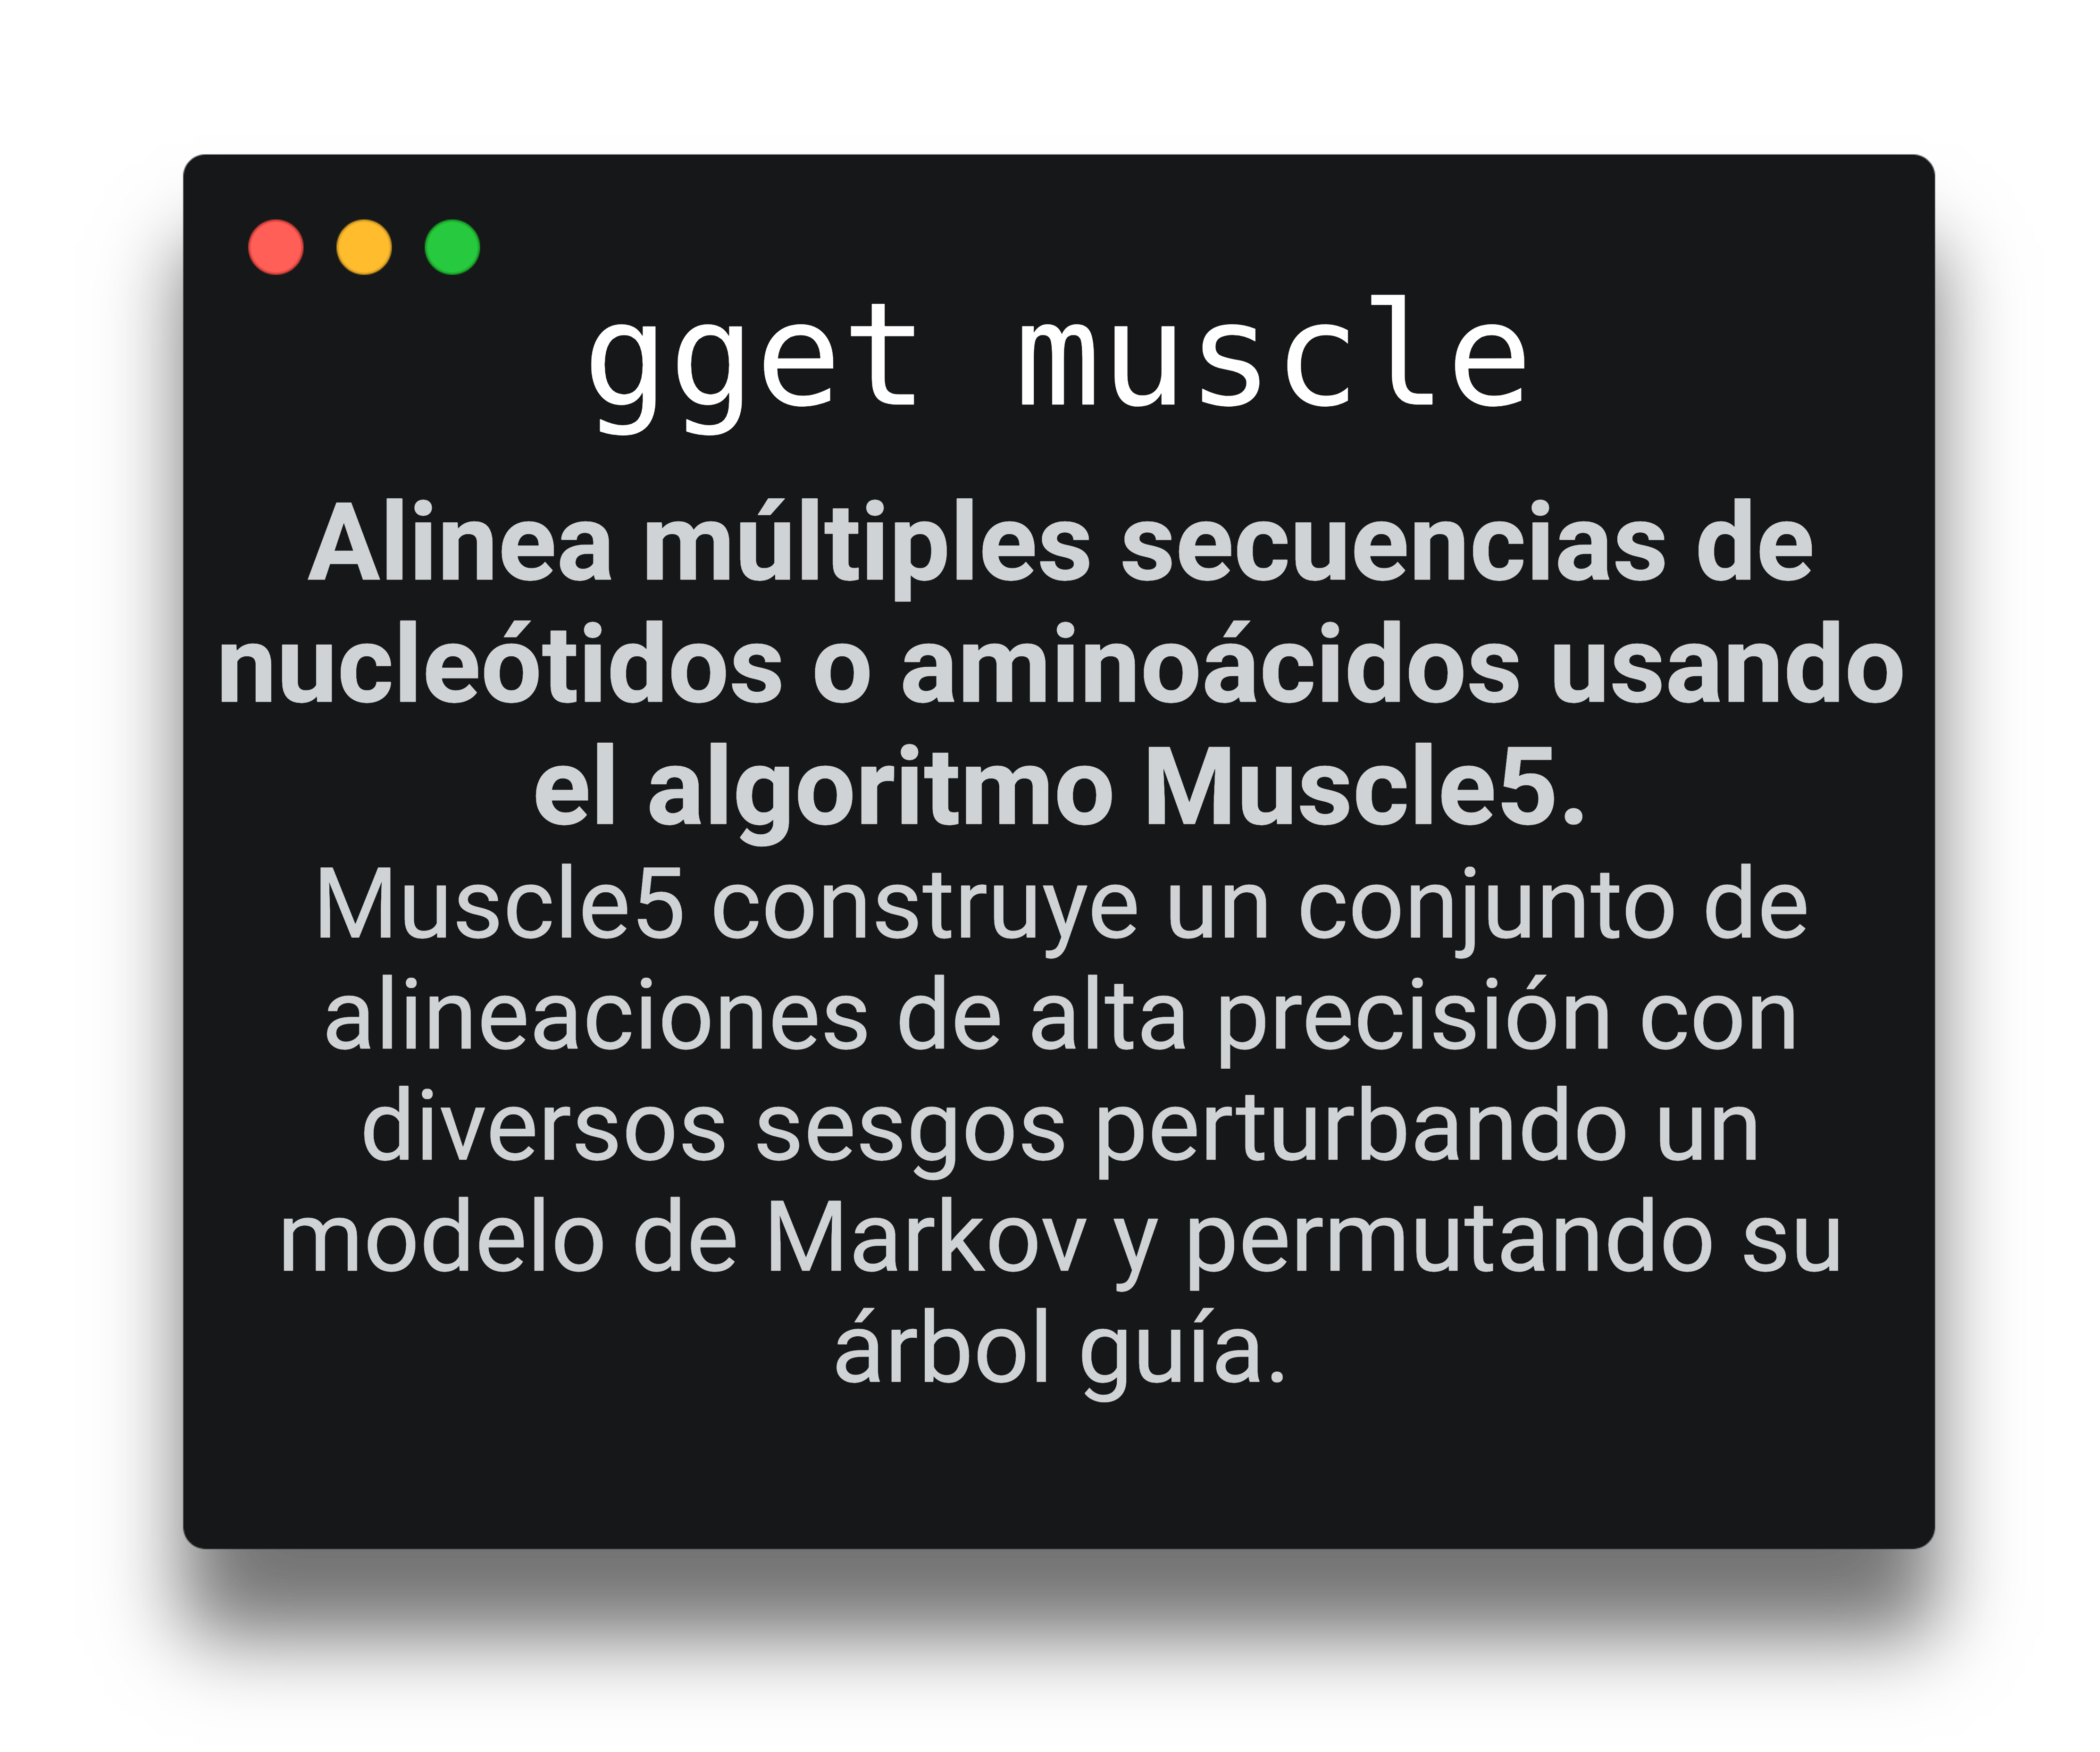 gget muscle
Alinea múltiples secuencias de
nucleótidos o aminoácidos usando
el algoritmo Muscle5.
Muscle5 construye un conjunto de
alineaciones de alta precisión con
diversos sesgos perturbando un
modelo de Markov y permutando su
árbol guía.